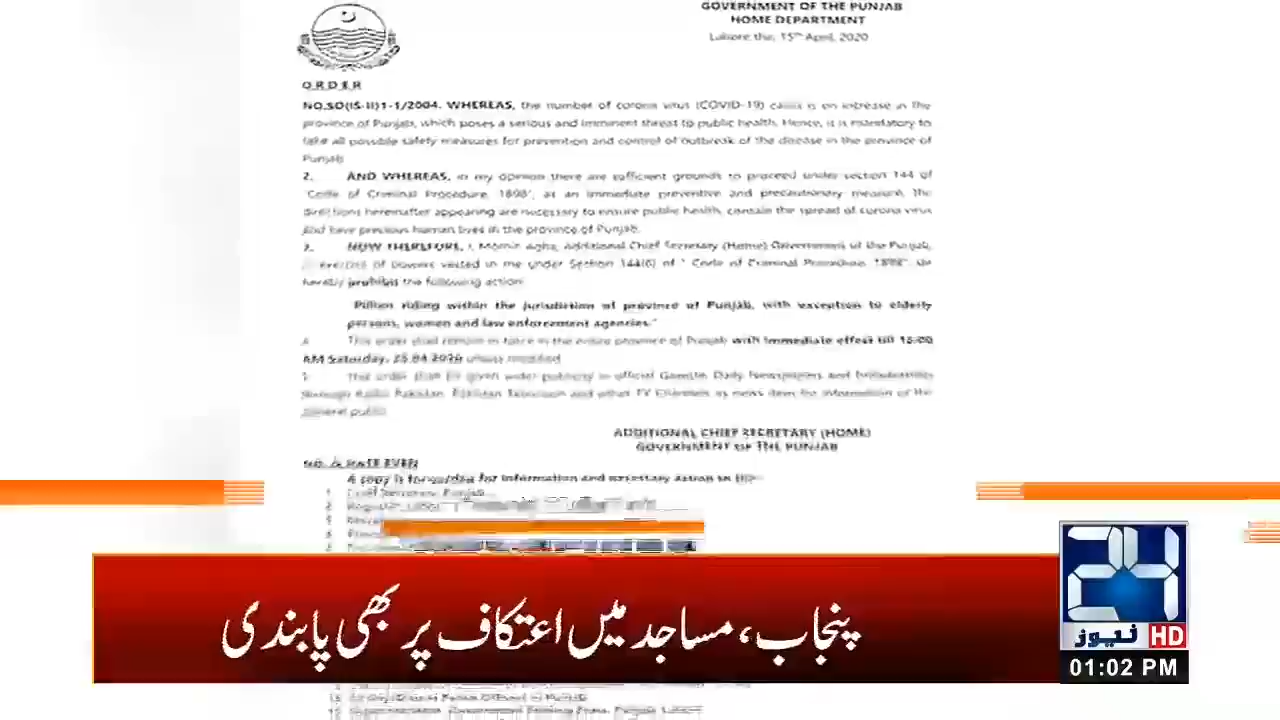 GOVERNMENT OF THE PUNJAB
HOME DEPARTMENT
Lahore the, 15th April, 2020
O R D E R
NO.SO(IS-II)1-1/2004. WHEREAS, the number of corona virus (COVID-19) cases is on increase in the
province of Punjab, which poses a serious and imminent threat to public health. Hence, it is mandatory to
take all possible safety measures for prevention and control of outbreak of the disease in the province of
Punjab
2. AND WHEREAS, in my opinion there are sufficient grounds to proceed under section 144 of
"Code of Criminal Procedure, 1898", as an immediate preventive and precautionary measure, the
directions hereinafter appearing are necessary to ensure public health, contain the spread of corona virus
and save precious human lives in the province of Punjab.
3. NOW THEREFORE, I, Momin Agha, Additional Chief Secretary (Home) Government of the Punjab,
of powers vested in me under Section 144(6) of " Code of Criminal Procedure, 1898", do
hereby prohibit the following action:
"Pillion riding within the jurisdiction of province of Punjab, with exception to elderly
persons, women and law enforcement agencies."
This order shall remain in force in the entire province of Punjab with immediate effect till
AM Saturday, 25.04.2020 unless modified
This order shall be given wider publicity in official Gazette, Daily Newspapers and
through Radio Pakistan, Pakistan Television and other TV Channels as news item for information of the
general public
ADDITIONAL CHIEF SECRETARY (HOME)
GOVERNMENT OF THE PUNJAB
NO. & DATE EVEN
A copy is forwarded for information and necessary action to
1. Chief Secretary, Punjab
2.
پنجاب، مساجد میں اعتکاف پر بھی پابندی
24
نیوز HD
01:02 PM